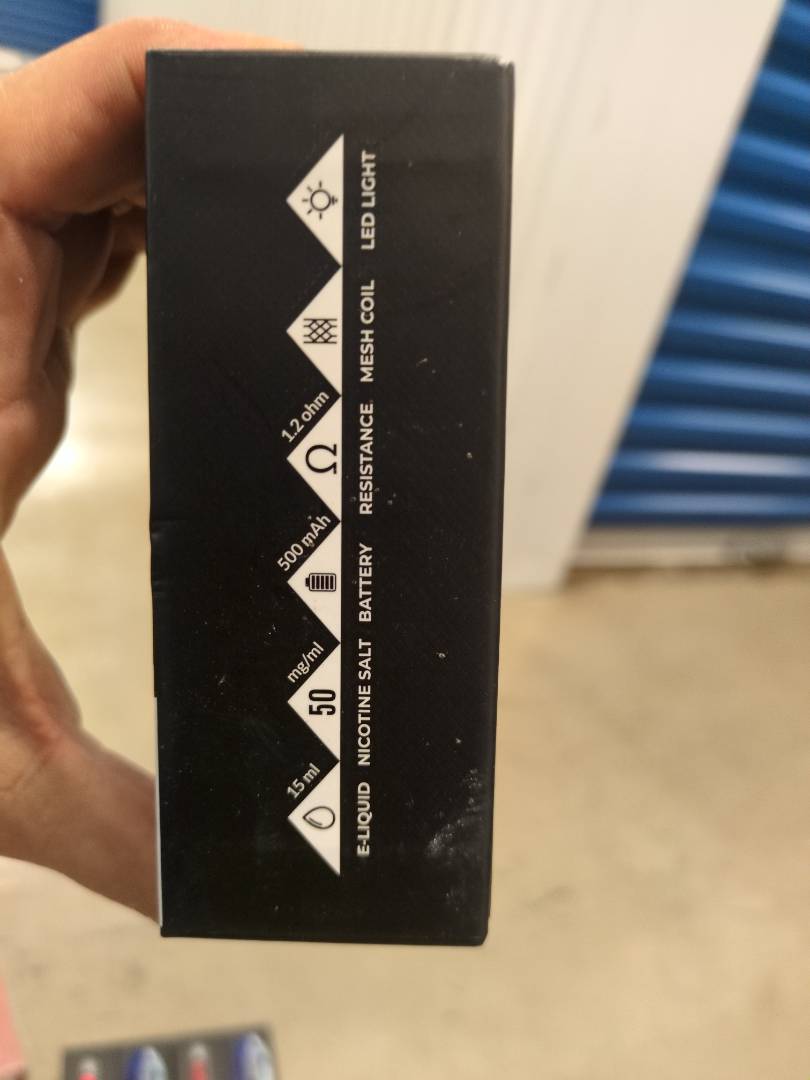 15 ml
E-LIQUID
50 mg/ml
NICOTINE SALT
500 mAh
BATTERY
1.2 ohm
Ω
RESISTANCE
MESH COIL
LED LIGHT